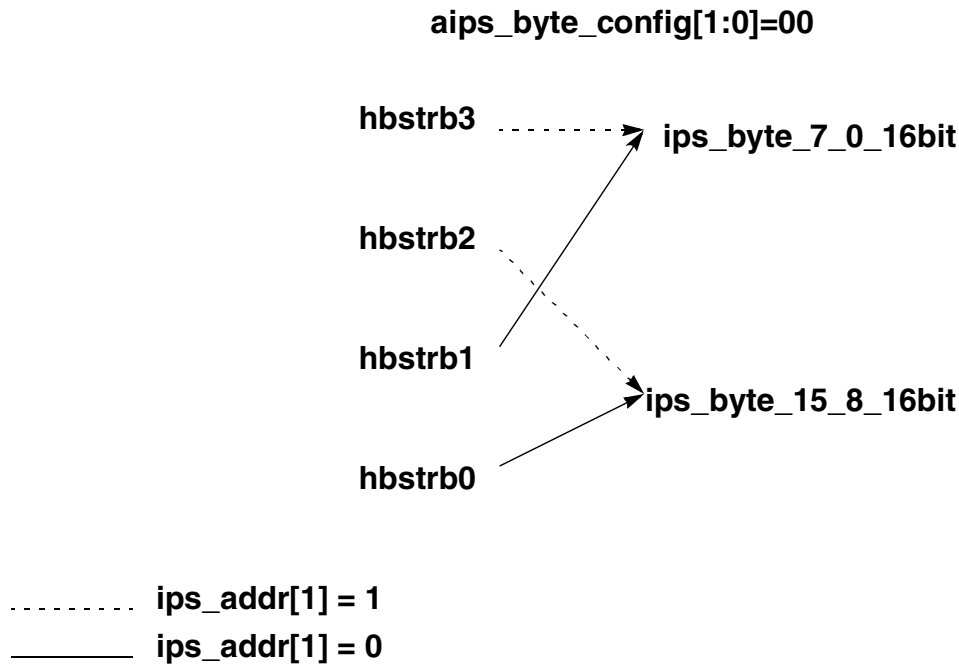 aips_byte_config[1:0]=00
hbstrb3
ips_byte_7_0_16bit
hbstrb2
hbstrb1
ips_byte_15_8_16bit
hbstrb0
ips_addr[1] = 1
ips_addr[1] = 0